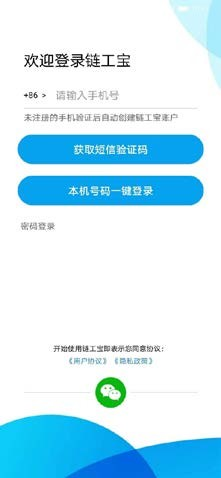 欢迎登录链工宝
+86 > 请输入手机号
未注册的手机验证后自动创建链工宝账户
获取短信验证码
本机号码一键登录
密码登录
开始使用链工宝即表示您同意协议：
《用户协议》《隐私政策》